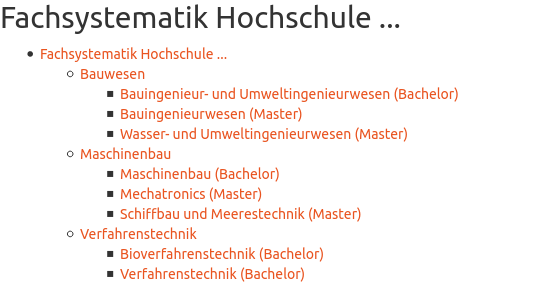 Fachsystematik Hochschule ...
Fachsystematik Hochschule ...
Bauwesen
Bauingenieur- und Umweltingenieurwesen (Bachelor)
Bauingenieurwesen (Master)
Wasser- und Umweltingenieurwesen (Master)
Maschinenbau
Maschinenbau (Bachelor)
Mechatronics (Master)
Schiffbau und Meerestechnik (Master)
Verfahrenstechnik
Bioverfahrenstechnik (Bachelor)
Verfahrenstechnik (Bachelor)